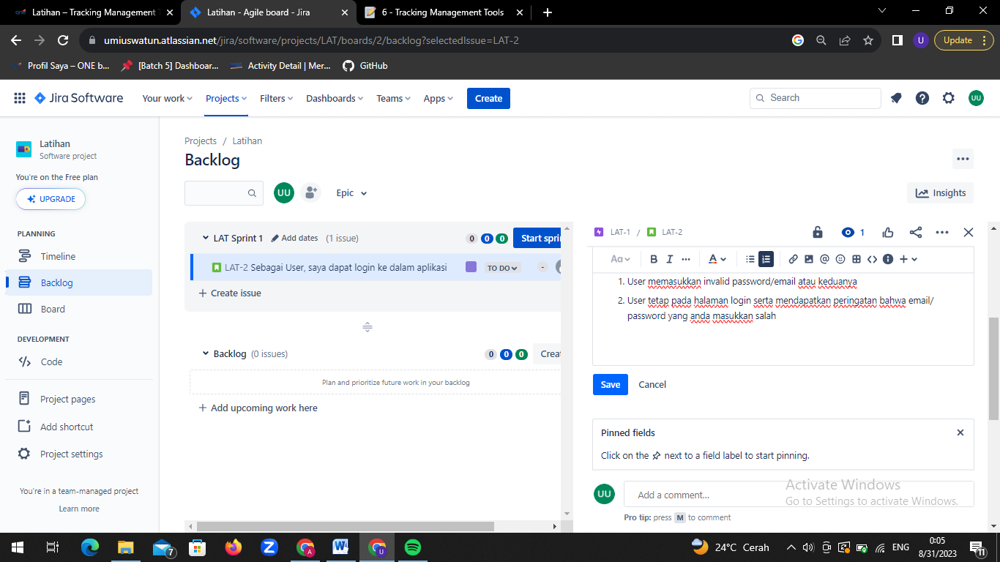 Latihan – Tracking Management
Latihan - Agile board - Jira
6 - Tracking Management Tools
umiuswatun.atlassian.net/jira/software/projects/LAT/boards/2/backlog?selectedIssue=LAT-2
U
Update
Profil Saya – ONE b...
[Batch 5] Dashboar...
Activity Detail | Mer...
GitHub
Jira Software
Your work
Projects
Filters
Dashboards
Teams
Apps
Create
Search
UU
Latihan
Software project
You're on the Free plan
UPGRADE
PLANNING
Timeline
Backlog
Board
DEVELOPMENT
Code
Project pages
Add shortcut
Project settings
You're in a team-managed project
Learn more
Projects / Latihan
Backlog
UU
Epic
Insights
LAT Sprint 1 Add dates (1 issue)
0 0 0
Start spri
LAT-2 Sebagai User, saya dapat login ke dalam aplikasi
TO DO
-
+ Create issue
Backlog (0 issues)
0 0 0
Creat
Plan and prioritize future work in your backlog
+ Add upcoming work here
LAT-1 / LAT-2
1
Aa B I ... A
1. User memasukkan invalid password/email atau keduanya
2. User tetap pada halaman login serta mendapatkan peringatan bahwa email/
password yang anda masukkan salah
Save
Cancel
Pinned fields
Click on the next to a field label to start pinning.
UU
Add a comment...
Pro tip: press M to comment
Activate Windows
Go to Settings to activate Windows.
7
24°C Cerah
ENG
0:05
8/31/2023
11